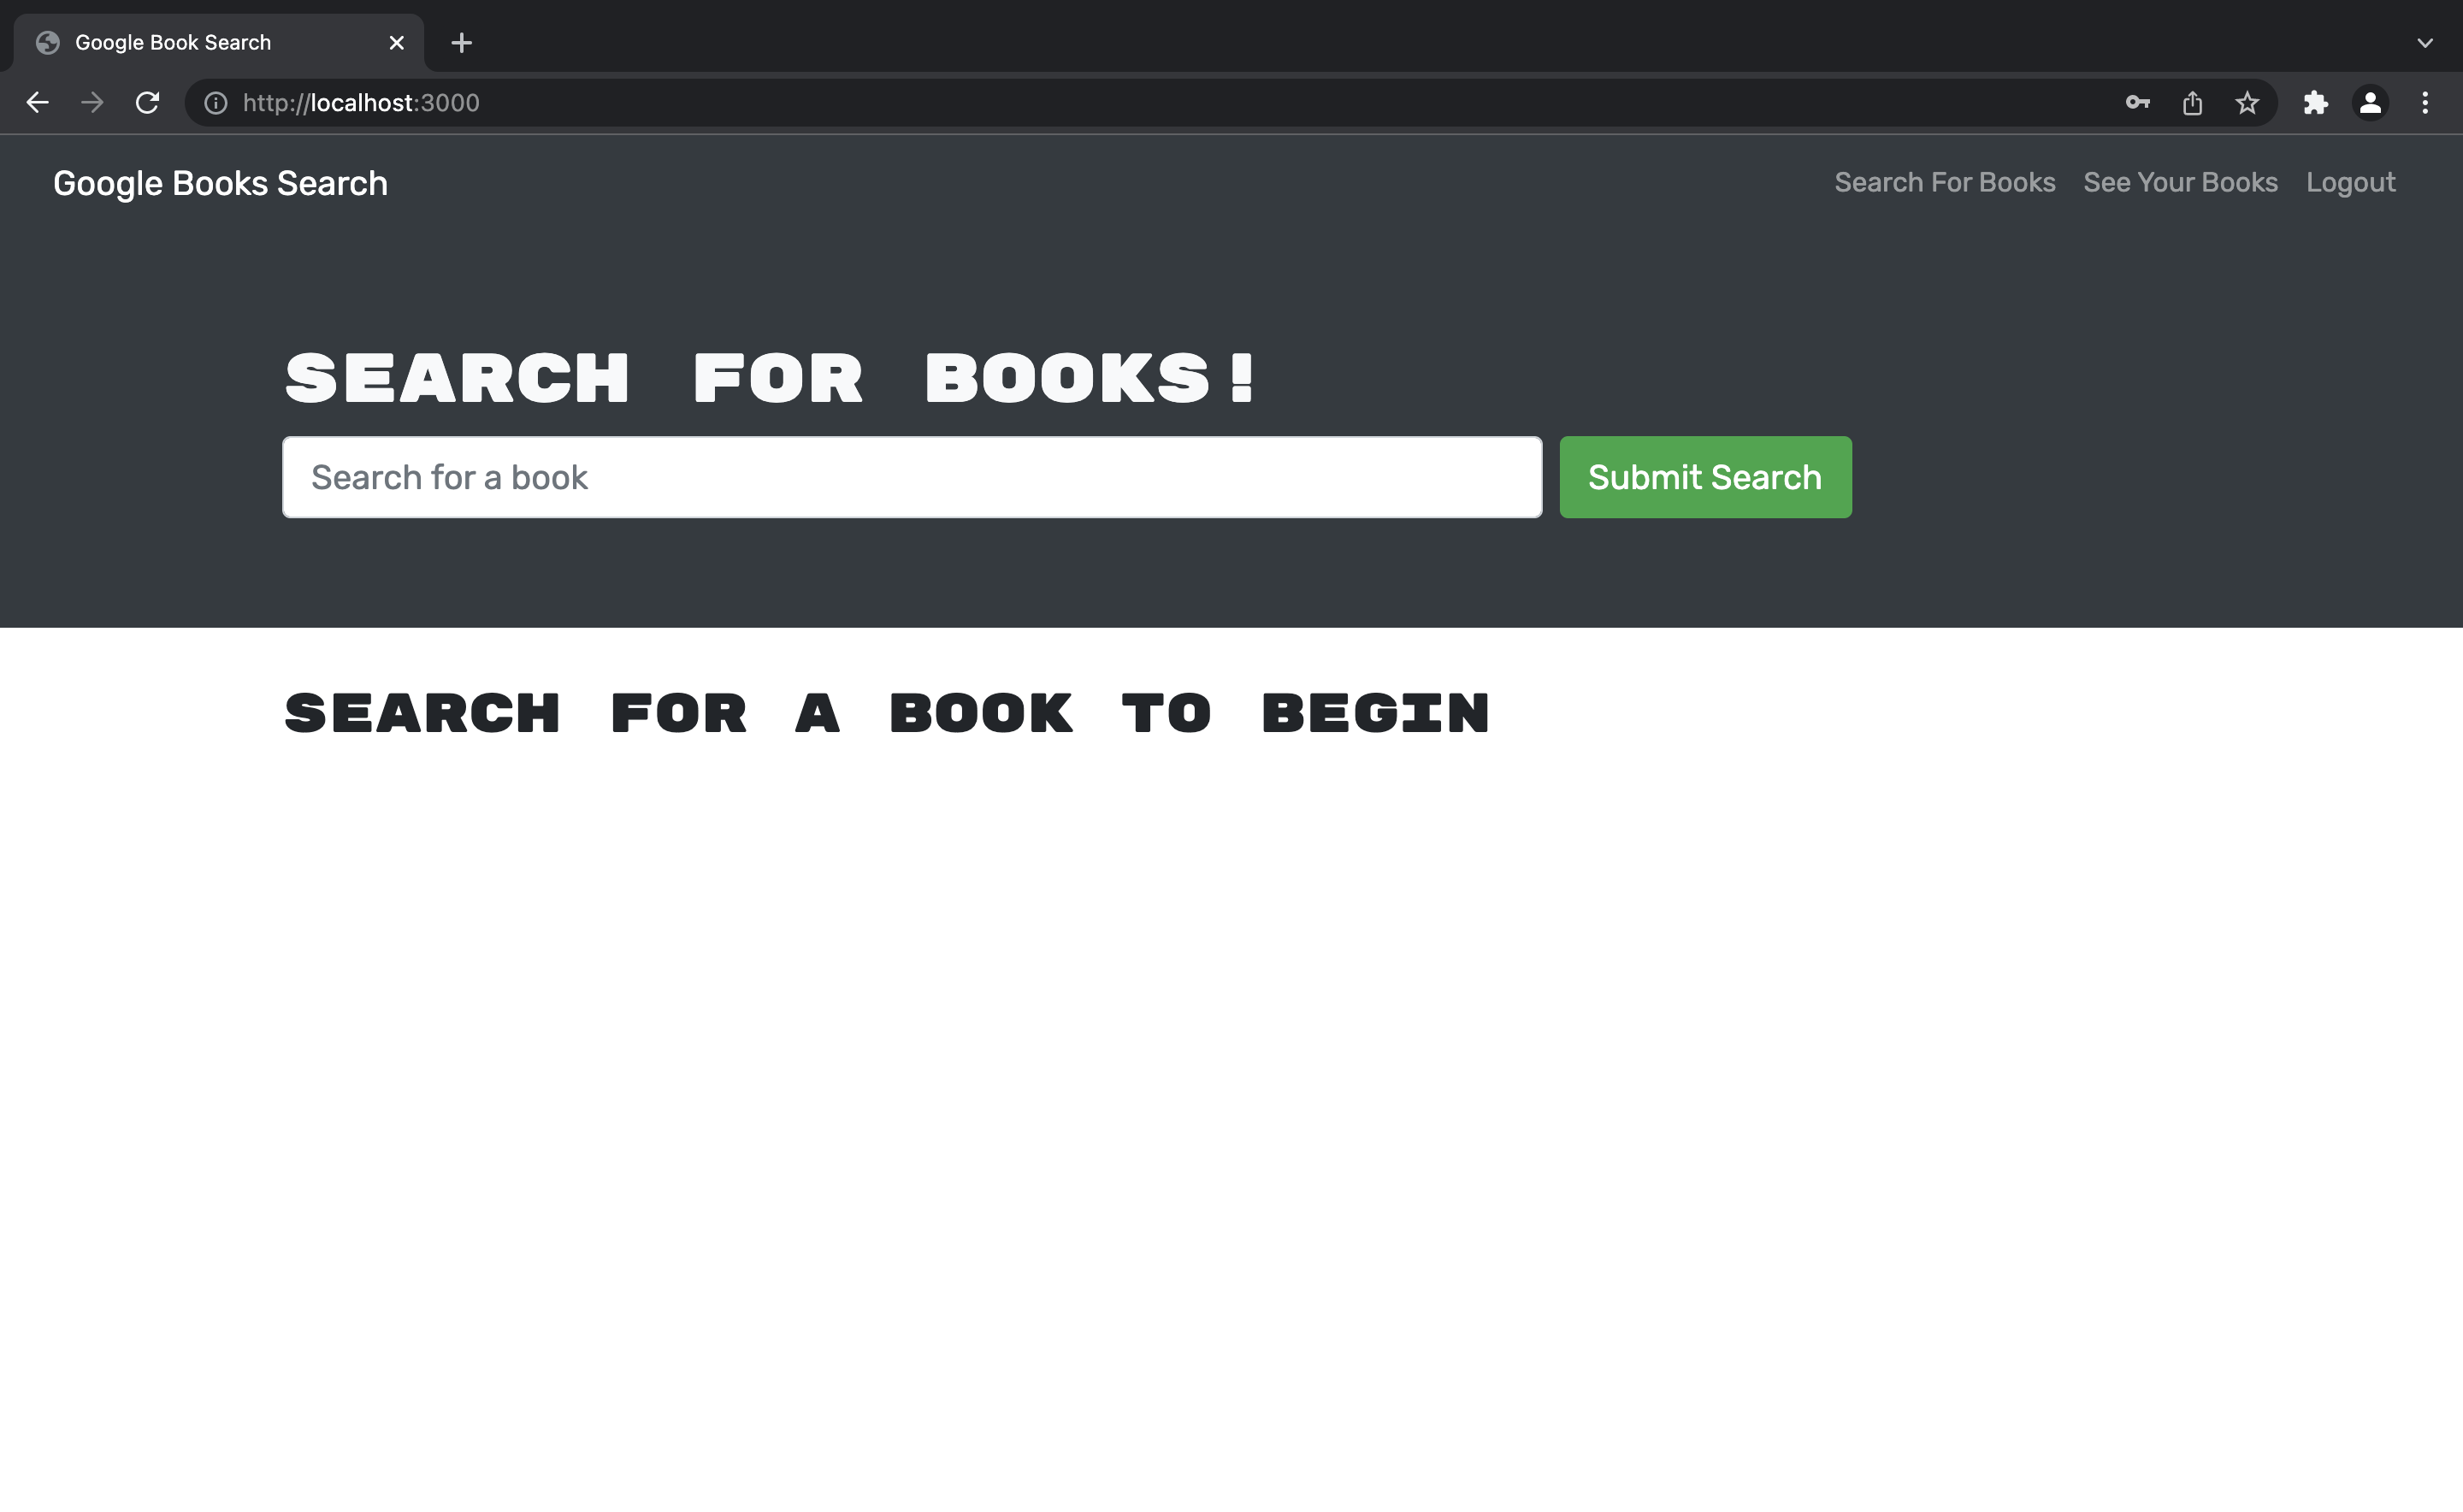 Google Book Search
http://localhost:3000
Google Books Search
Search For Books See Your Books Logout
SEARCH FOR BOOKS!
Search for a book
Submit Search
SEARCH FOR A BOOK TO BEGIN